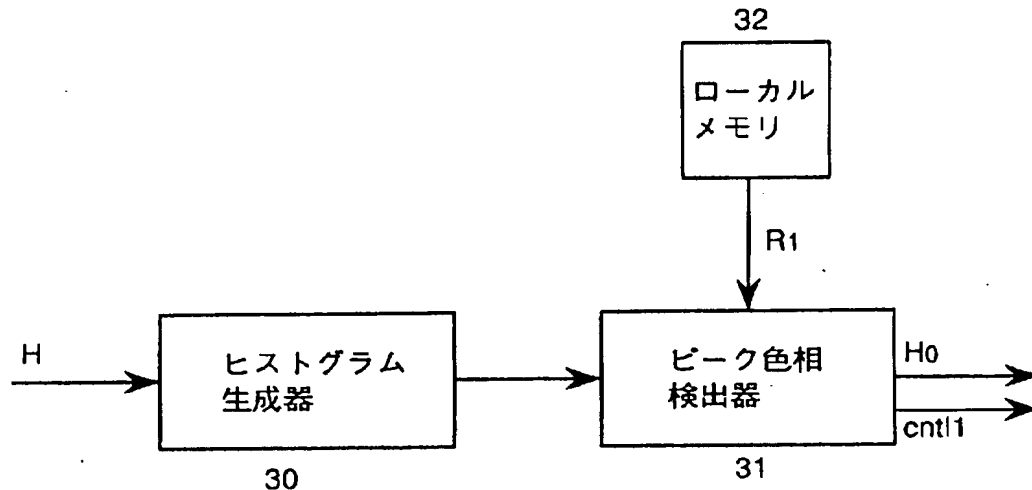 32
ローカル
メモリ
R1
H
ヒストグラム
生成器
30
ピーク色相
検出器
31
H0
cntl1